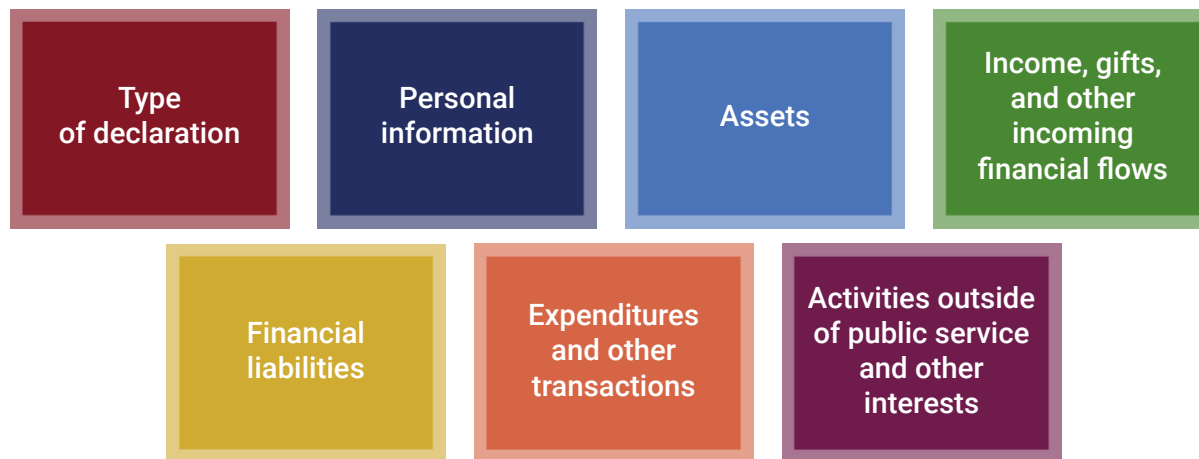 Type
of declaration
Personal
information
Assets
Income, gifts,
and other
incoming
financial flows
Financial
liabilities
Expenditures
and other
transactions
Activities outside
of public service
and other
interests